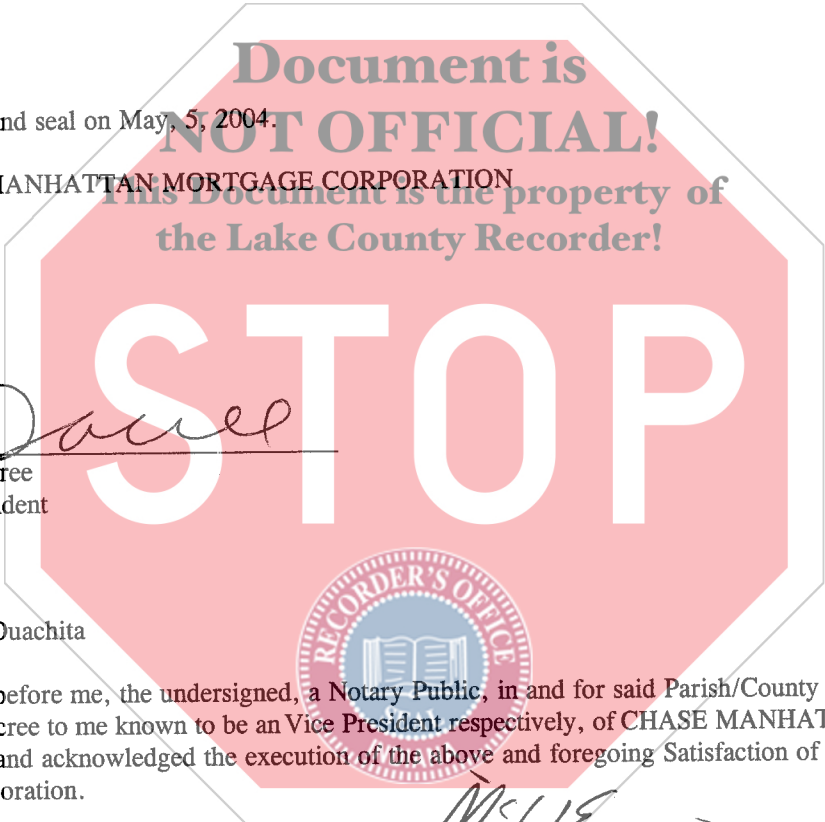 Document is
nd seal on May, 5, 2004.
NOT OFFICIAL!
MANHATTAN MORTGAGE CORPORATION
This Document is the property of
the Lake County Recorder!
STOP
ree
dent
RECORDER'S OFFICE
Ouachita
before me, the undersigned, a Notary Public, in and for said Parish/County
cree to me known to be an Vice President respectively, of CHASE MANHAT
SEAL
and acknowledged the execution of the above and foregoing Satisfaction of
INDIANA
oration.